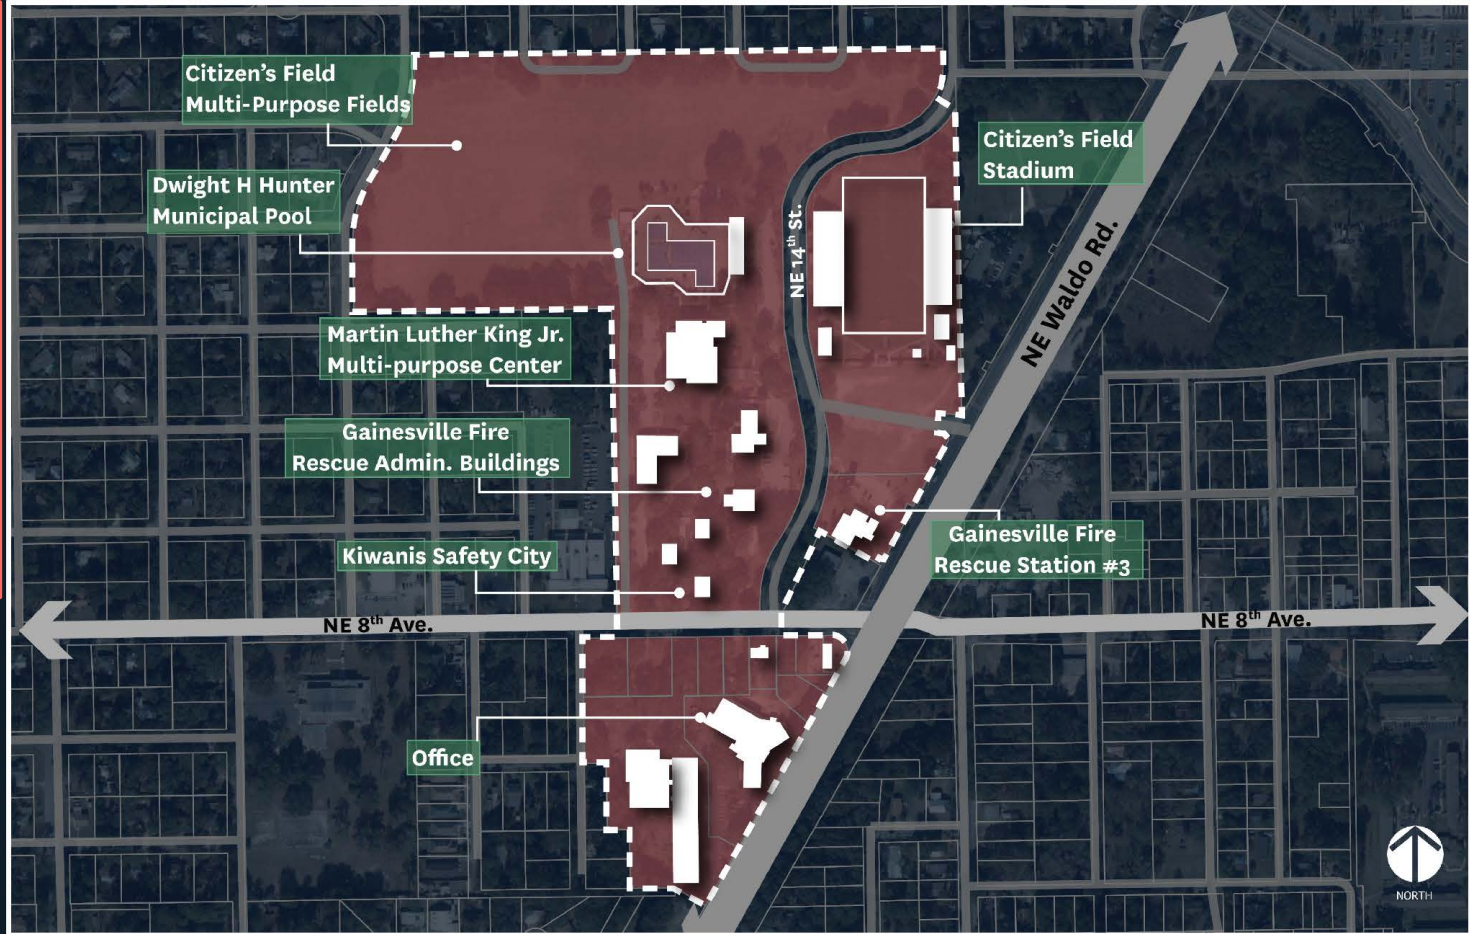 Citizen's Field
Multi-Purpose Fields
Citizen's Field
Stadium
Dwight H Hunter
Municipal Pool
NE 14th St.
NE Waldo Rd.
Martin Luther King Jr.
Multi-purpose Center
Gainesville Fire
Rescue Admin. Buildings
Gainesville Fire
Rescue Station #3
Kiwanis Safety City
NE 8th Ave.
NE 8th Ave.
Office
NORTH